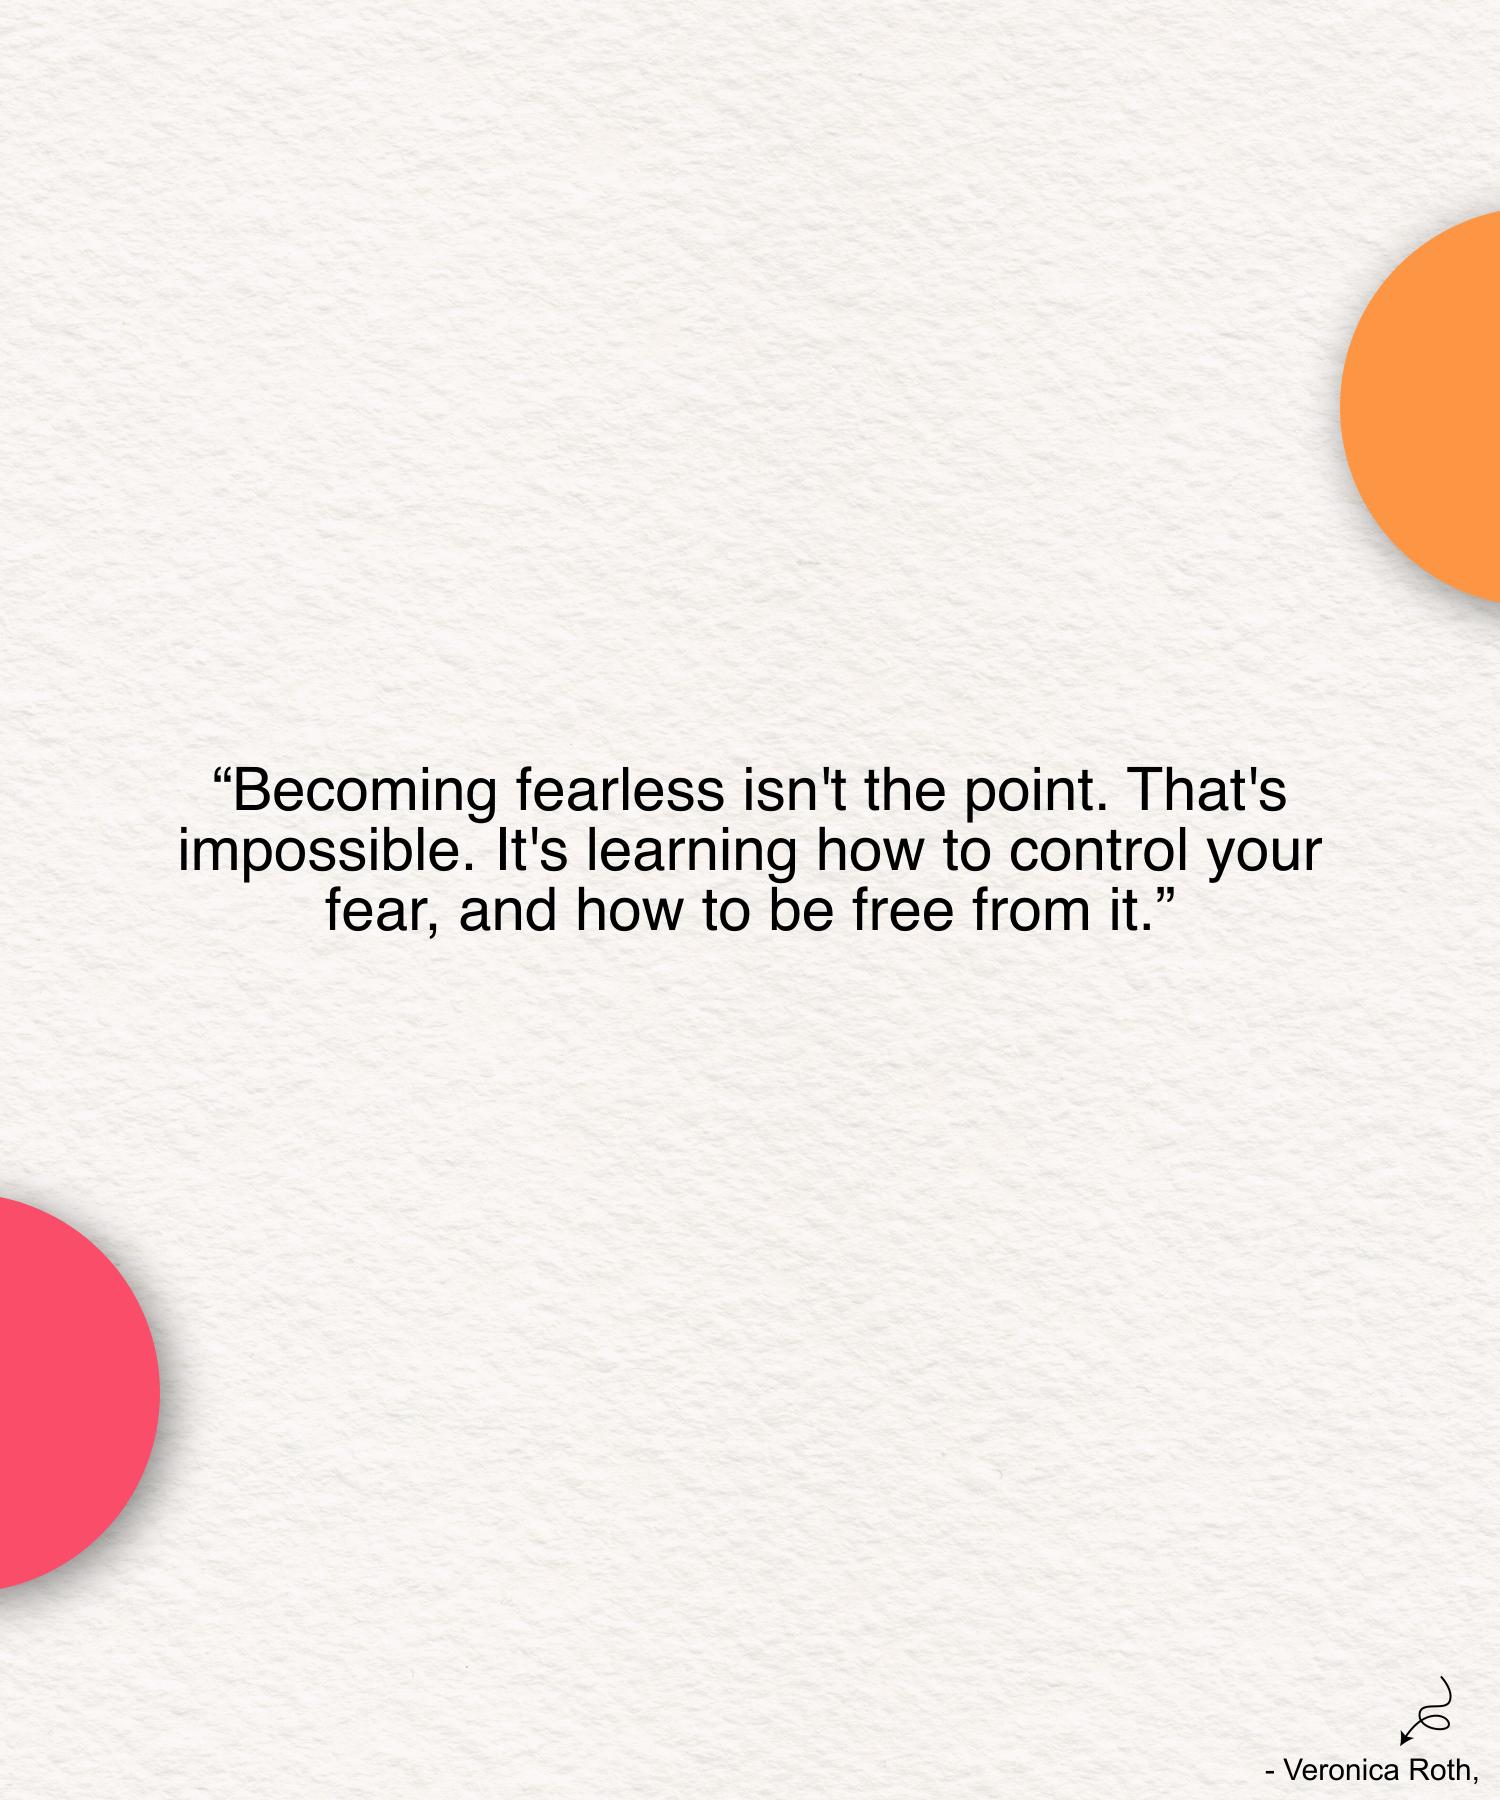 “Becoming fearless isn't the point. That's
impossible. It's learning how to control your
fear, and how to be free from it.”
- Veronica Roth,